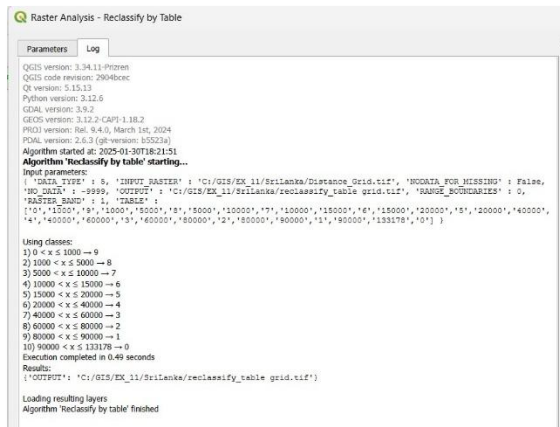 Raster Analysis - Reclassify by Table
Parameters Log
QGIS version: 3.34.11-Prizren
QGIS code revision: 2904bcec
Qt version: 5.15.13
Python version: 3.12.6
GDAL version: 3.9.2
GEOS version: 3.12.2-CAPI-1.18.2
PROJ version: Rel. 9.4.0, March 1st, 2024
PDAL version: 2.6.3 (git-version: b5523a)
Algorithm started at: 2025-01-30T18:21:51
Algorithm 'Reclassify by table' starting…
Input parameters:
{ 'DATA_TYPE' : 5, 'INPUT_RASTER' : 'C:/GIS/EX_11/SriLanka/Distance_Grid.tif', 'NODATA_FOR_MISSING' : False,
'NO_DATA' : -9999, 'OUTPUT' : 'C:/GIS/EX_11/SriLanka/reclassify_table grid.tif', 'RANGE_BOUNDARIES' : 0,
'RASTER_BAND' : 1, 'TABLE' :
['0','1000','9','1000','5000','8','5000','10000','7','10000','15000','6','15000','20000','5','20000','40000',
'4','40000','60000','3','60000','80000','2','80000','90000','1','90000','133178','0'] }
Using classes:
1) 0 < x ≤ 1000 → 9
2) 1000 < x ≤ 5000 → 8
3) 5000 < x ≤ 10000 → 7
4) 10000 < x ≤ 15000 → 6
5) 15000 < x ≤ 20000 → 5
6) 20000 < x ≤ 40000 → 4
7) 40000 < x ≤ 60000 → 3
8) 60000 < x ≤ 80000 → 2
9) 80000 < x ≤ 90000 → 1
10) 90000 < x ≤ 133178 → 0
Execution completed in 0.49 seconds
Results:
{'OUTPUT': 'C:/GIS/EX_11/SriLanka/reclassify_table grid.tif'}
Loading resulting layers
Algorithm 'Reclassify by table' finished